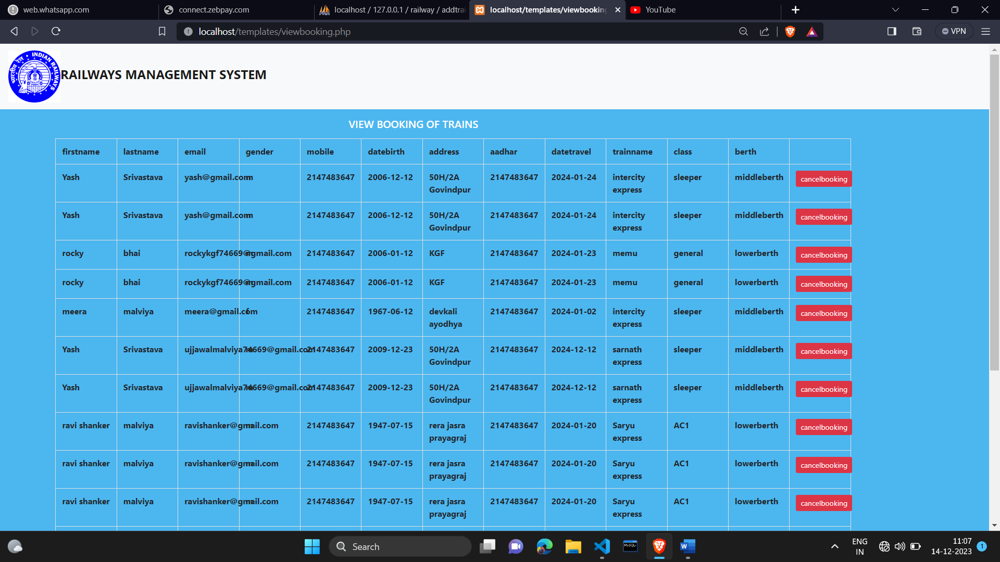 web.whatsapp.com
connect.zebpay.com
localhost / 127.0.0.1 / railway / addtrai
localhost/templates/viewbooking
YouTube
localhost/templates/viewbooking.php
VPN
INDIAN RAILWAYS
भारतीय रेल
RAILWAYS MANAGEMENT SYSTEM
VIEW BOOKING OF TRAINS
firstname lastname email gender mobile datebirth address aadhar datetravel trainname class berth
Yash Srivastava yash@gmail.com m 2147483647 2006-12-12 50H/2A 2147483647 2024-01-24 intercity sleeper middleberth cancelbooking
Govindpur express
Yash Srivastava yash@gmail.com m 2147483647 2006-12-12 50H/2A 2147483647 2024-01-24 intercity sleeper middleberth cancelbooking
Govindpur express
rocky bhai rockykgf74669@gmail.com m 2147483647 2006-01-12 KGF 2147483647 2024-01-23 memu general lowerberth cancelbooking
rocky bhai rockykgf74669@gmail.com m 2147483647 2006-01-12 KGF 2147483647 2024-01-23 memu general lowerberth cancelbooking
meera malviya meera@gmail.com f 2147483647 1967-06-12 devkali 2147483647 2024-01-02 intercity sleeper middleberth cancelbooking
ayodhya express
Yash Srivastava ujjawalmalviya74669@gmail.com m 2147483647 2009-12-23 50H/2A 2147483647 2024-12-12 sarnath sleeper middleberth cancelbooking
Govindpur express
Yash Srivastava ujjawalmalviya74669@gmail.com m 2147483647 2009-12-23 50H/2A 2147483647 2024-12-12 sarnath sleeper middleberth cancelbooking
Govindpur express
ravi shanker malviya ravishanker@gmail.com m 2147483647 1947-07-15 rera jasra 2147483647 2024-01-20 Saryu AC1 lowerberth cancelbooking
prayagraj express
ravi shanker malviya ravishanker@gmail.com m 2147483647 1947-07-15 rera jasra 2147483647 2024-01-20 Saryu AC1 lowerberth cancelbooking
prayagraj express
ravi shanker malviya ravishanker@gmail.com m 2147483647 1947-07-15 rera jasra 2147483647 2024-01-20 Saryu AC1 lowerberth cancelbooking
prayagraj express
Search
ENG
IN
11:07
14-12-2023
1